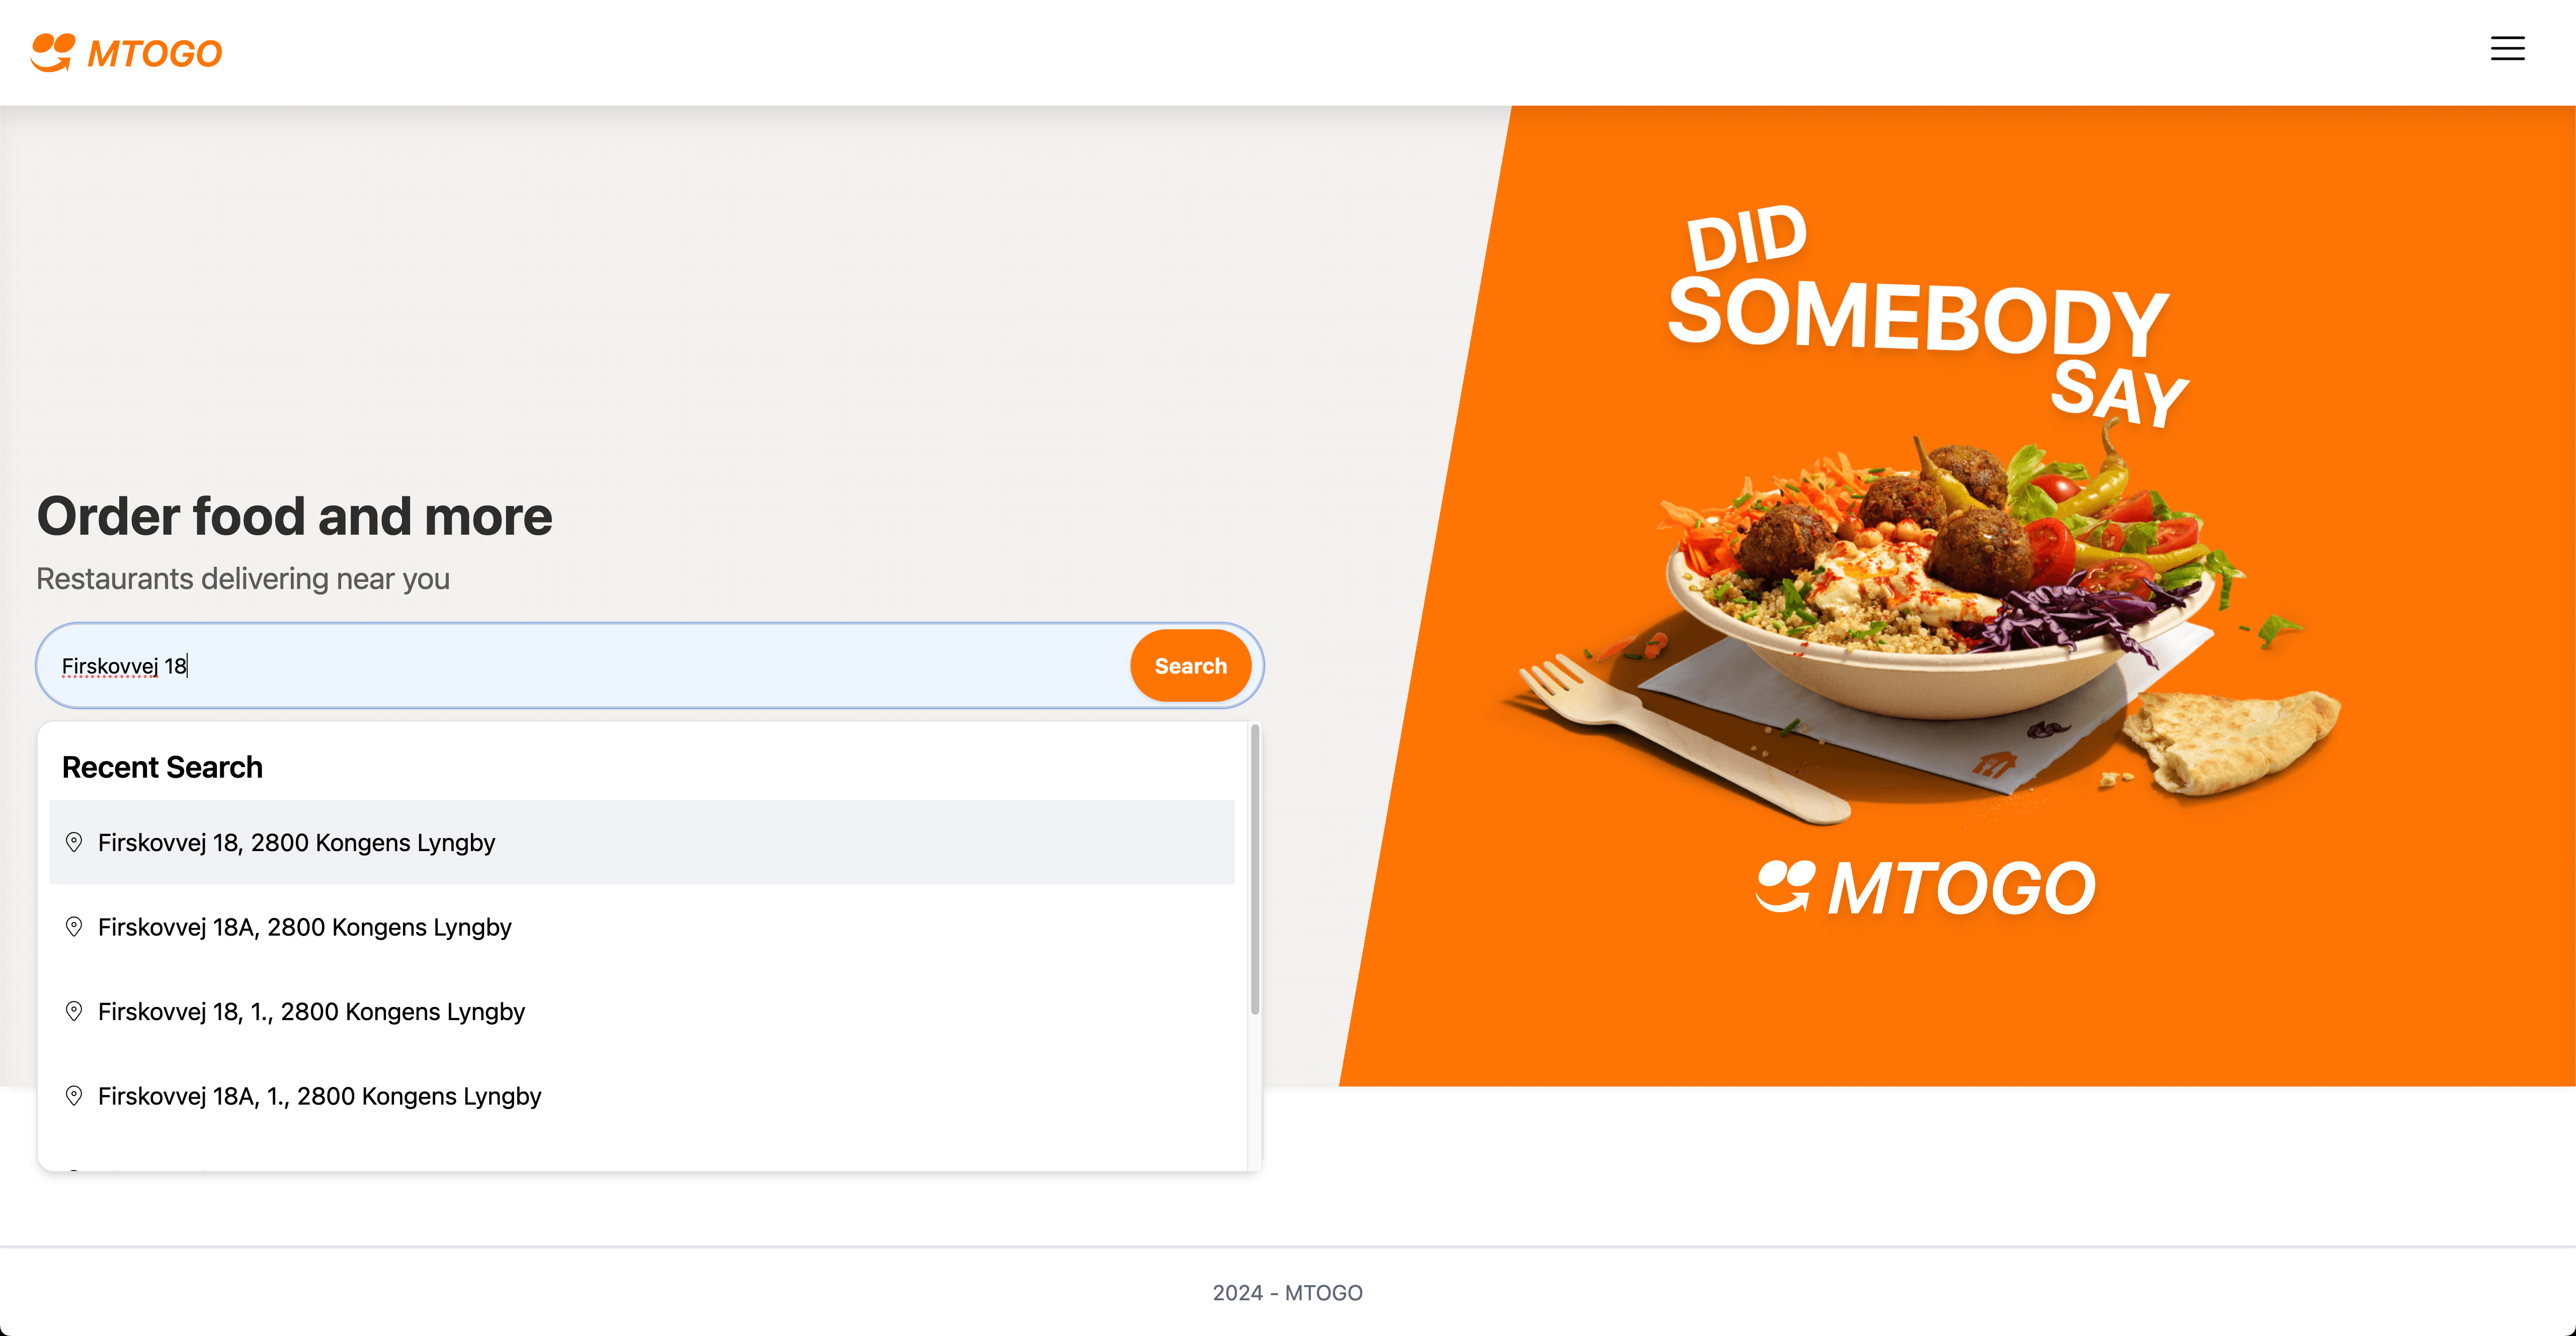 MTOGO
DID
SOMEBODY
SAY
Order food and more
Restaurants delivering near you
Firskovvej 18
Search
Recent Search
Firskovvej 18, 2800 Kongens Lyngby
Firskovvej 18A, 2800 Kongens Lyngby
Firskovvej 18, 1., 2800 Kongens Lyngby
Firskovvej 18A, 1., 2800 Kongens Lyngby
MTOGO
2024 - MTOGO